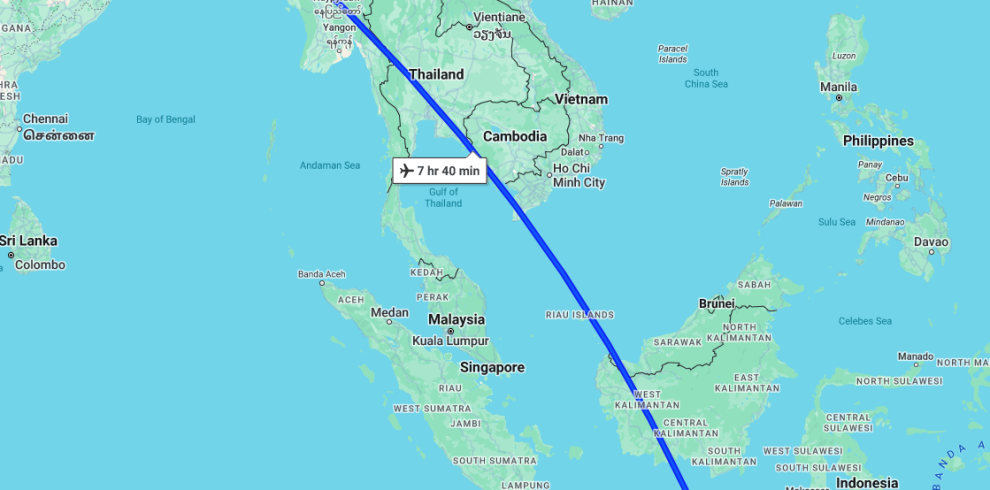 Vientiane
ວຽງຈັນ
HAINAN
Yangon
ရန်ကုန်
Thailand
Paracel
Islands
South
China Sea
Luzon
Manila
Vietnam
Chennai
சென்னை
Bay of Bengal
Cambodia
Nha Trang
Dalat
Philippines
Andaman Sea
7 hr 40 min
Ho Chi
Minh City
Panay
Cebu
Spratly
Islands
Gulf of
Thailand
Palawan
Negros
Sulu Sea
Mindanao
Sri Lanka
Colombo
Davao
Banda Aceh
KEDAH
SABAH
ACEH
PERAK
Brunei
Medan
Malaysia
RIAU ISLANDS
Celebes Sea
Kuala Lumpur
SARAWAK
NORTH
KALIMANTAN
Singapore
Manado
NORTH SULAWESI
RIAU
WEST
KALIMANTAN
EAST
KALIMANTAN
WEST SUMATRA
JAMBI
CENTRAL
KALIMANTAN
CENTRAL
SULAWESI
SOUTH SUMATRA
SOUTH
KALIMANTAN
WEST SULAWESI
SOUTH SULAWESI
BANDA A
LAMPUNG
Indonesia